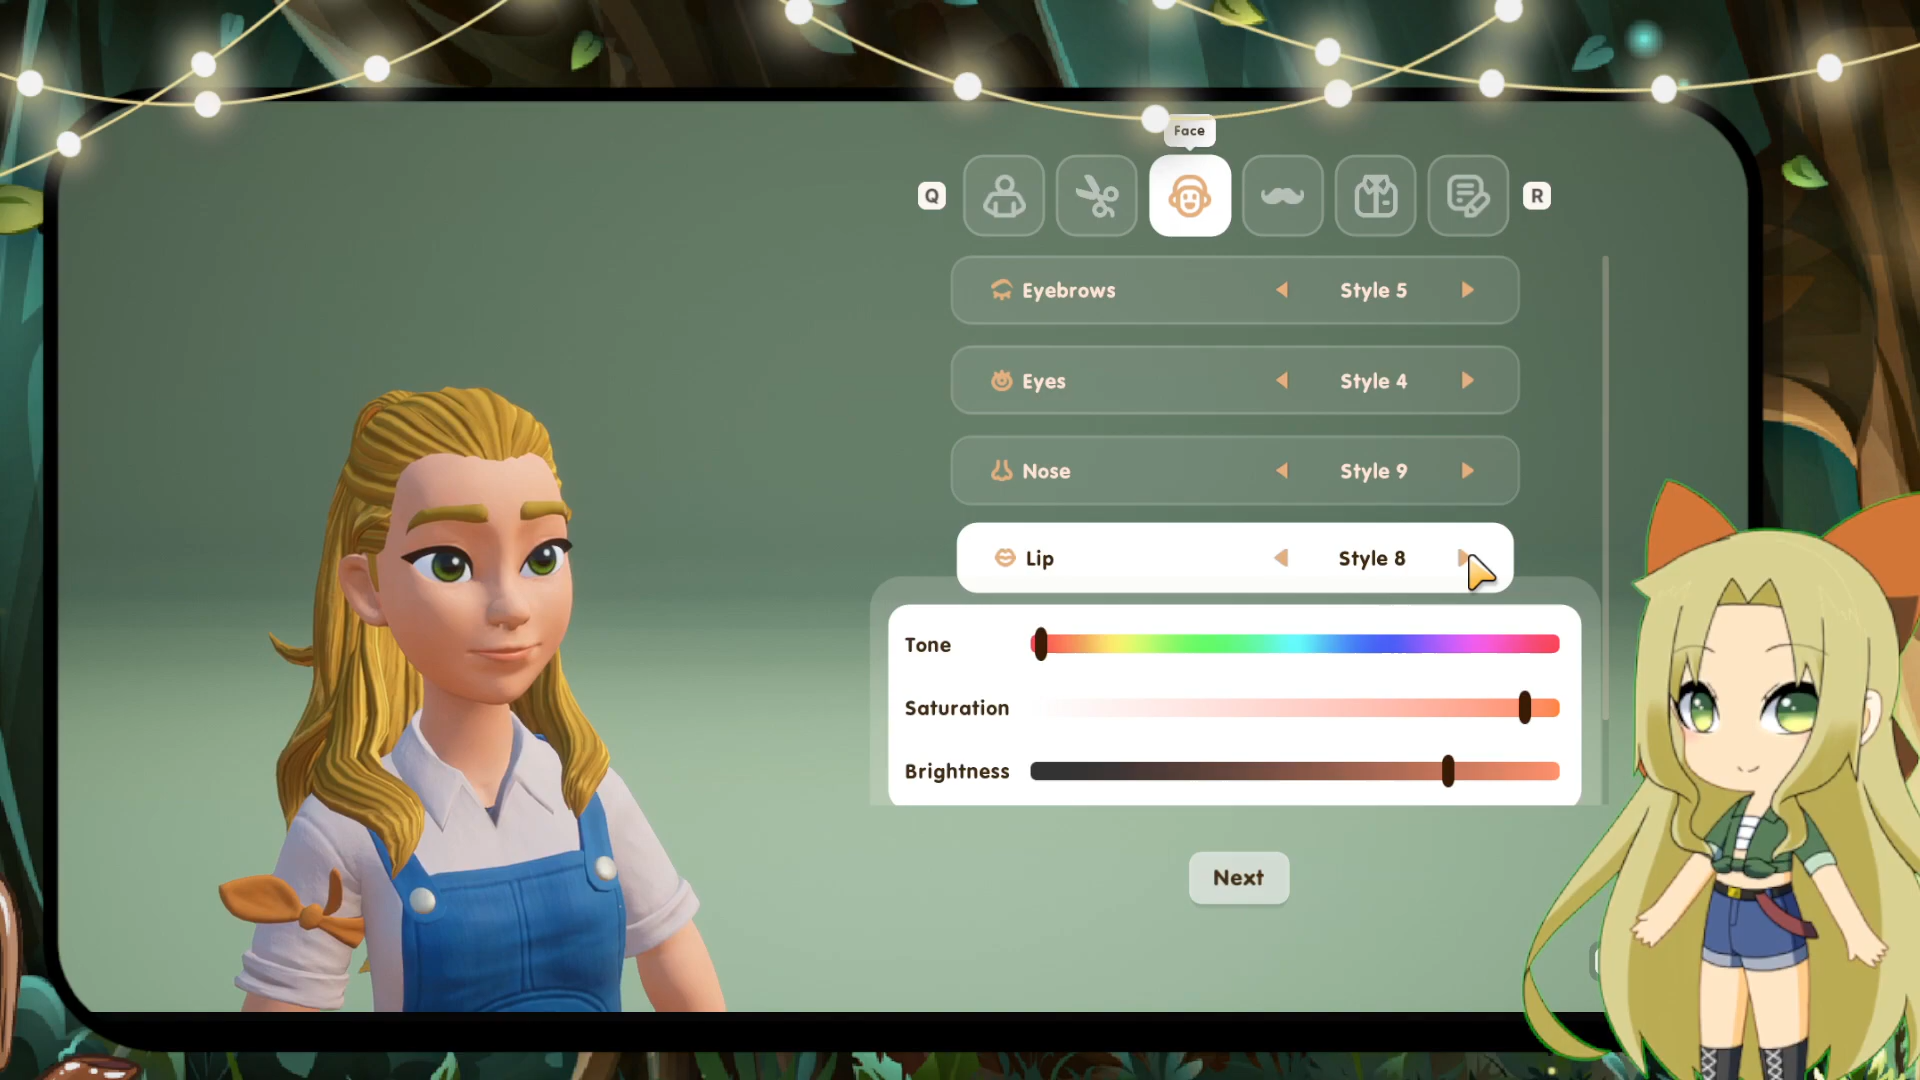 Face
Q
R
Eyebrows Style 5
Eyes Style 4
Nose Style 9
Lip Style 8
Tone
Saturation
Brightness
Next